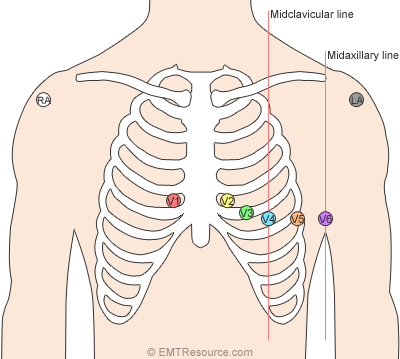 Midclavicular line
Midaxillary line
RA
LA
V1
V2
V3
V4
V5
V6
© EMTResource.com